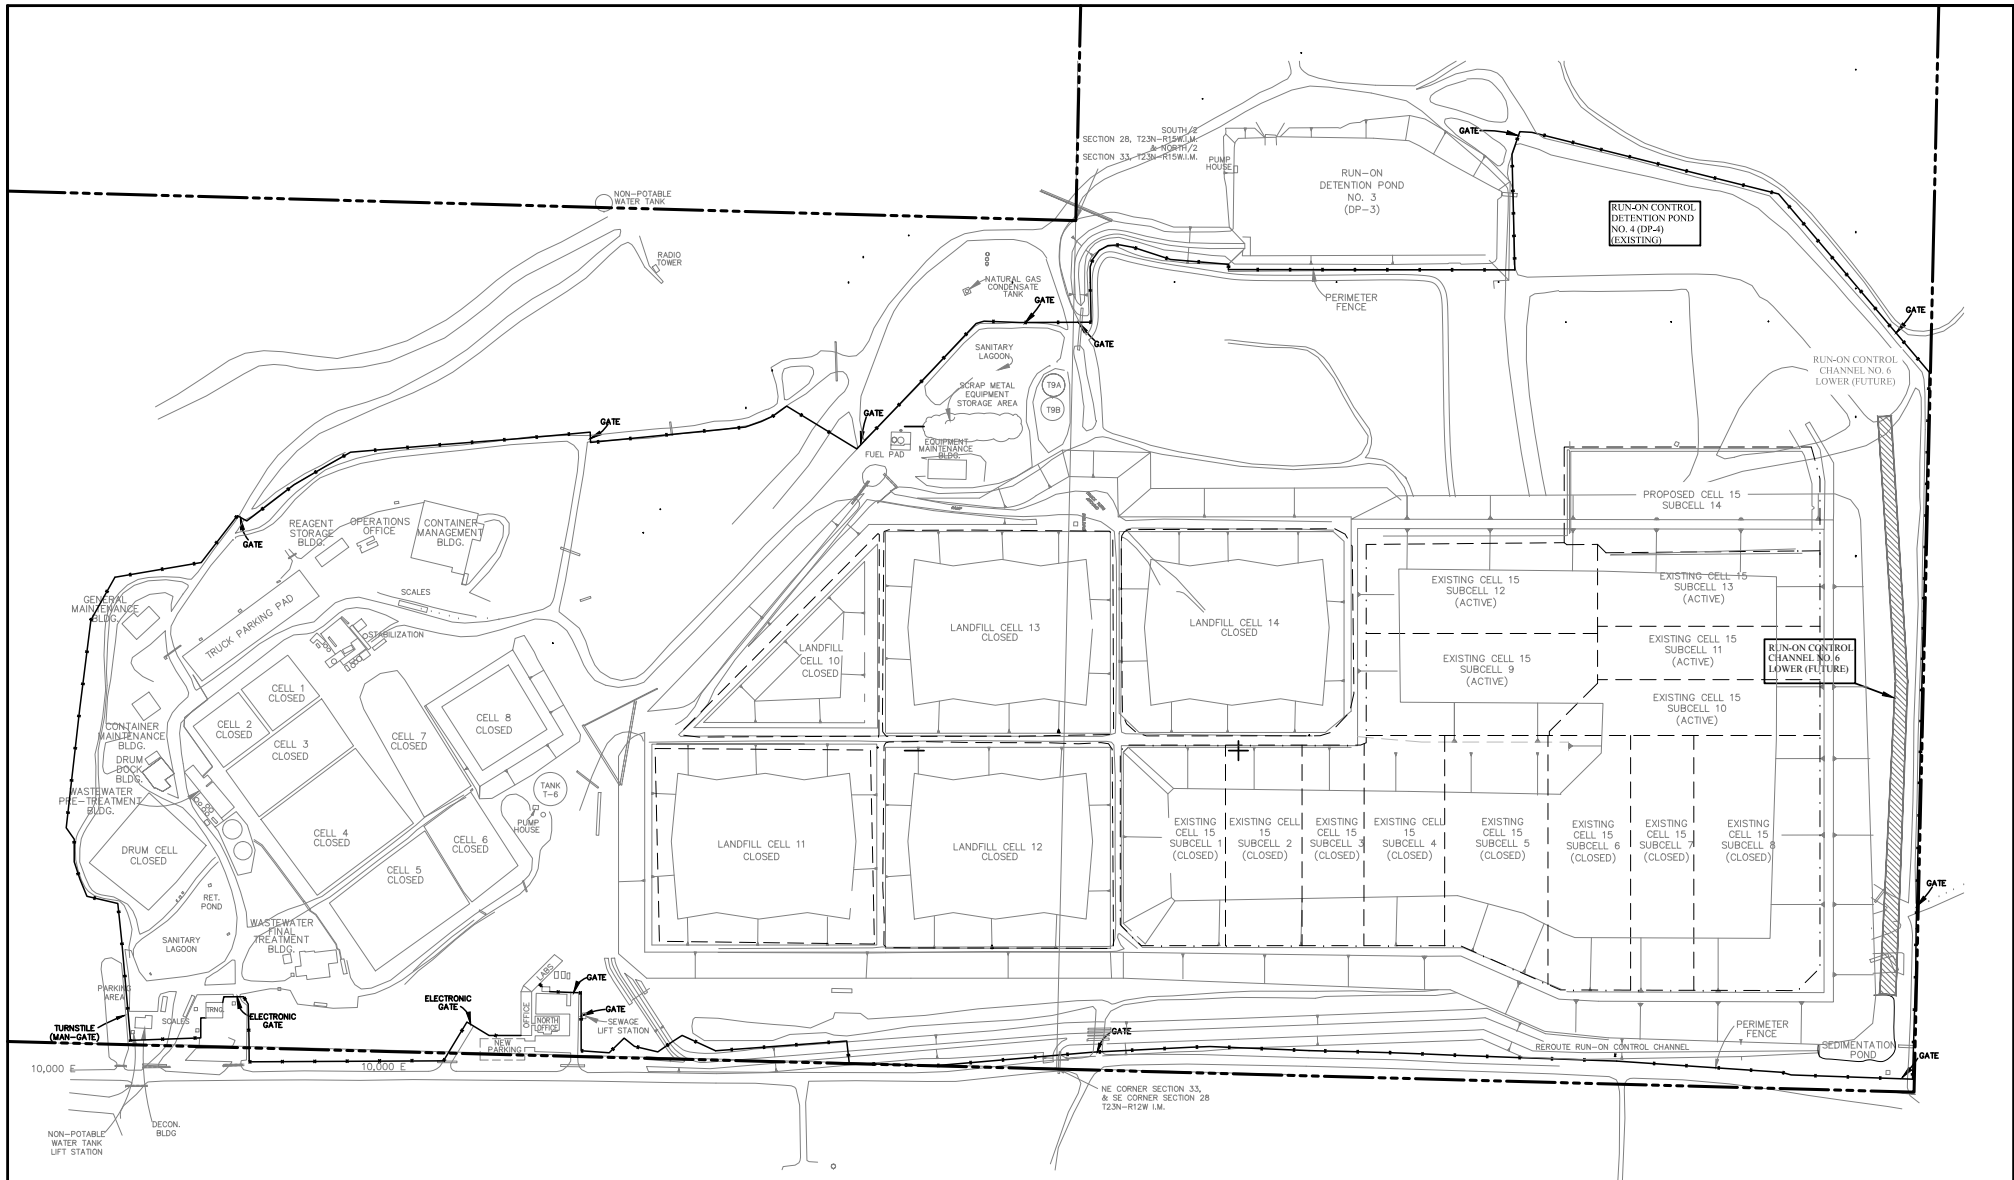 SOUTH/2
SECTION 28, T23N-R15W.I.M.
& NORTH/2
SECTION 33, T23N-R15W.I.M.
GATE
PUMP
HOUSE
RUN-ON
DETENTION POND
NO. 3
(DP-3)
NON-POTABLE
WATER TANK
RUN-ON CONTROL
DETENTION POND
NO. 4 (DP-4)
(EXISTING)
RADIO
TOWER
NATURAL GAS
CONDENSATE
TANK
GATE
PERIMETER
FENCE
GATE
GATE
SANITARY
LAGOON
RUN-ON CONTROL
CHANNEL NO. 6
LOWER (FUTURE)
SCRAP METAL
EQUIPMENT
STORAGE AREA
T9A
T9B
GATE
GATE
FUEL PAD
EQUIPMENT
MAINTENANCE
BLDG.
PROPOSED CELL 15
SUBCELL 14
REAGENT
STORAGE
BLDG.
OPERATIONS
OFFICE
CONTAINER
MANAGEMENT
BLDG.
GATE
EXISTING CELL 15
SUBCELL 12
(ACTIVE)
EXISTING CELL 15
SUBCELL 13
(ACTIVE)
GENERAL
MAINTENANCE
BLDG.
SCALES
TRUCK PARKING PAD
STABILIZATION
LANDFILL CELL 13
CLOSED
LANDFILL CELL 14
CLOSED
LANDFILL
CELL 10
CLOSED
EXISTING CELL 15
SUBCELL 9
(ACTIVE)
EXISTING CELL 15
SUBCELL 11
(ACTIVE)
RUN-ON CONTROL
CHANNEL NO. 6
LOWER (FUTURE)
EXISTING CELL 15
SUBCELL 10
(ACTIVE)
CELL 1
CLOSED
CELL 2
CLOSED
CELL 3
CLOSED
CELL 7
CLOSED
CELL 8
CLOSED
CONTAINER
MAINTENANCE
BLDG.
DRUM
DOCK
BLDG.
WASTEWATER
PRE-TREATMENT
BLDG.
TANK
T-6
PUMP
HOUSE
DRUM CELL
CLOSED
CELL 4
CLOSED
CELL 6
CLOSED
CELL 5
CLOSED
LANDFILL CELL 11
CLOSED
LANDFILL CELL 12
CLOSED
EXISTING
CELL 15
SUBCELL 1
(CLOSED)
EXISTING CELL
15
SUBCELL 2
(CLOSED)
EXISTING
CELL 15
SUBCELL 3
(CLOSED)
EXISTING CELL
15
SUBCELL 4
(CLOSED)
EXISTING
CELL 15
SUBCELL 5
(CLOSED)
EXISTING
CELL 15
SUBCELL 6
(CLOSED)
EXISTING
CELL 15
SUBCELL 7
(CLOSED)
EXISTING
CELL 15
SUBCELL 8
(CLOSED)
GATE
RET.
POND
SANITARY
LAGOON
WASTEWATER
FINAL
TREATMENT
BLDG.
PARKING
AREA
TURNSTILE
(MAN-GATE)
SCALES
TRNG.
ELECTRONIC
GATE
ELECTRONIC
GATE
LABS
OFFICE
NORTH
OFFICE
NEW
PARKING
GATE
GATE
SEWAGE
LIFT STATION
GATE
REROUTE RUN-ON CONTROL CHANNEL
PERIMETER
FENCE
SEDIMENTATION
POND
GATE
10,000 E
10,000 E
NE CORNER SECTION 33,
& SE CORNER SECTION 28
T23N-R12W I.M.
DECON.
BLDG
NON-POTABLE
WATER TANK
LIFT STATION